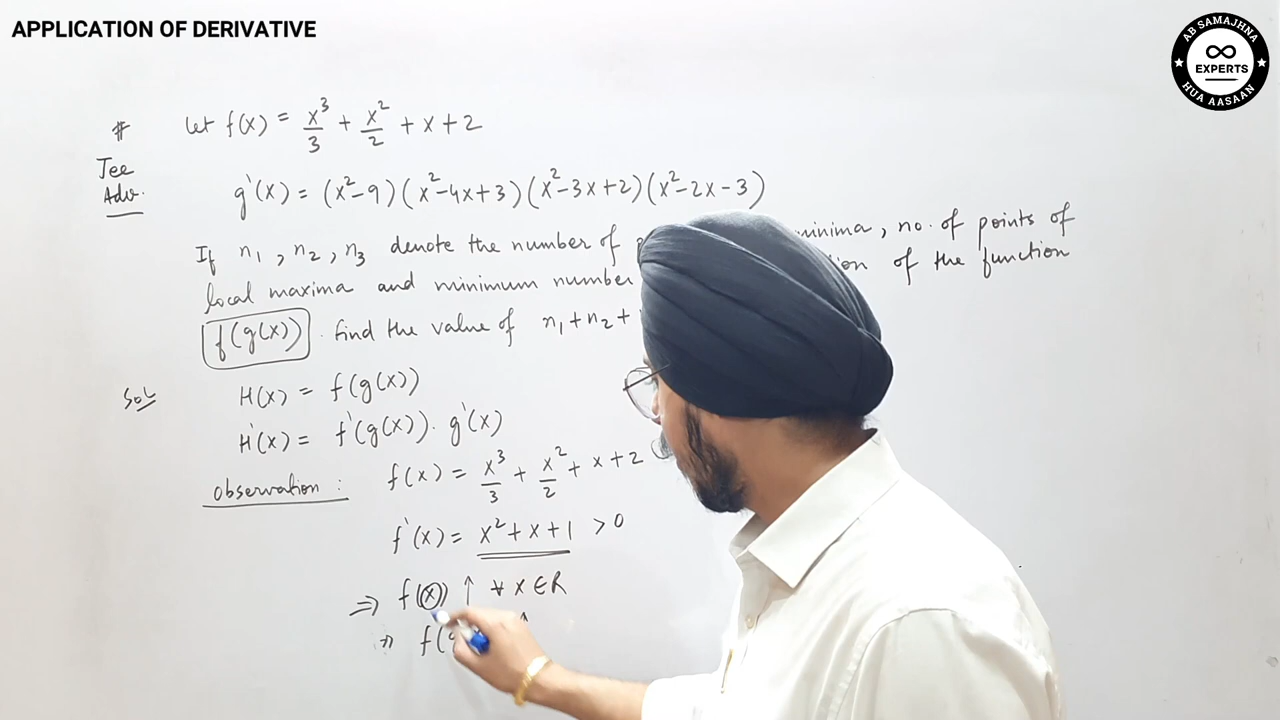 APPLICATION OF DERIVATIVE
AB SAMAJHNA
∞
EXPERTS
HUA AASAAN
# let f(x) = x³/3 + x²/2 + x + 2
Jee
Adv.
g'(x) = (x²-9)(x²-4x+3)(x²-3x+2)(x²-2x-3)
If n₁, n₂, n₃ denote the number of minima, no. of points of
local maxima and minimum number of the function
f(g(x)). find the value of n₁+n₂+
Sol H(x) = f(g(x))
H'(x) = f'(g(x)). g'(x)
observation : f(x) = x³/3 + x²/2 + x + 2
f'(x) = x²+x+1 > 0
⇒ f(x) ↑ ∀ x ∈ R
⇒ f(g